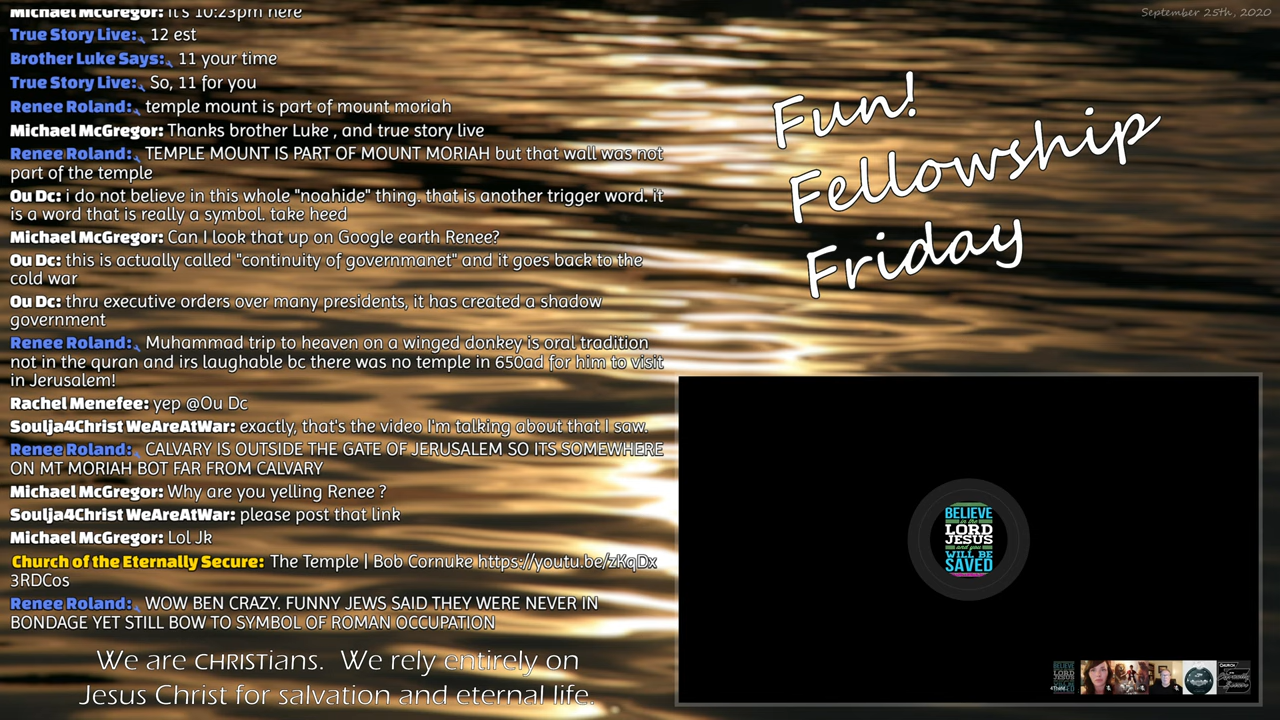 Michael McGregor: It's 10:23pm here
True Story Live: 12 est
Brother Luke Says: 11 your time
True Story Live: So, 11 for you
Renee Roland: temple mount is part of mount moriah
Michael McGregor: Thanks brother Luke , and true story live
Renee Roland: TEMPLE MOUNT IS PART OF MOUNT MORIAH but that wall was not
part of the temple
Ou Dc: i do not believe in this whole "noahide" thing. that is another trigger word. it
is a word that is really a symbol. take heed
Michael McGregor: Can I look that up on Google earth Renee?
Ou Dc: this is actually called "continuity of governmanet" and it goes back to the
cold war
Ou Dc: thru executive orders over many presidents, it has created a shadow
government
Renee Roland: Muhammad trip to heaven on a winged donkey is oral tradition
not in the quran and irs laughable bc there was no temple in 650ad for him to visit
in Jerusalem!
Rachel Menefee: yep @Ou Dc
Soulja4Christ WeAreAtWar: exactly, that's the video I'm talking about that I saw.
Renee Roland: CALVARY IS OUTSIDE THE GATE OF JERUSALEM SO ITS SOMEWHERE
ON MT MORIAH BOT FAR FROM CALVARY
Michael McGregor: Why are you yelling Renee ?
Soulja4Christ WeAreAtWar: please post that link
Michael McGregor: Lol Jk
Church of the Eternally Secure: The Temple | Bob Cornuke https://youtu.be/zKqDx
3RDCos
Renee Roland: WOW BEN CRAZY. FUNNY JEWS SAID THEY WERE NEVER IN
BONDAGE YET STILL BOW TO SYMBOL OF ROMAN OCCUPATION
We are CHRISTians. We rely entirely on
Jesus Christ for salvation and eternal life.
September 25th, 2020
Fun!
Fellowship
Friday
BELIEVE
in the
LORD
JESUS
and you
WILL BE
SAVED